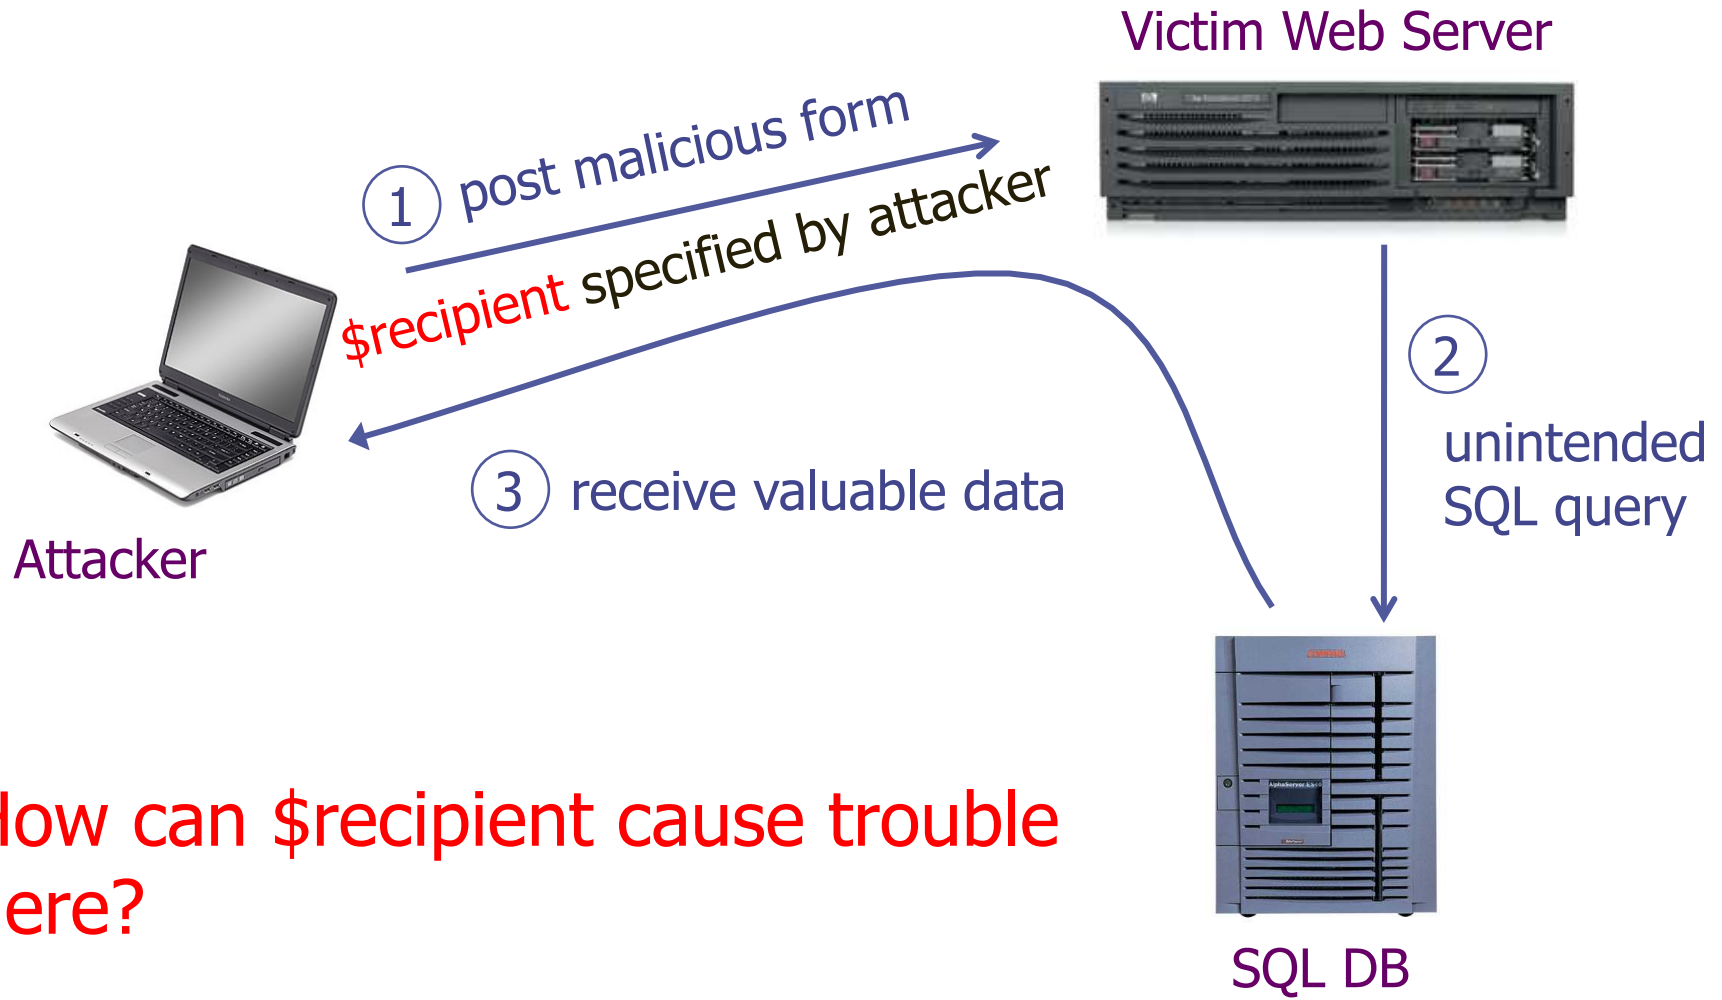 Victim Web Server
1 post malicious form
$recipient specified by attacker
2
unintended
SQL query
3 receive valuable data
Attacker
How can $recipient cause trouble
ere?
SQL DB